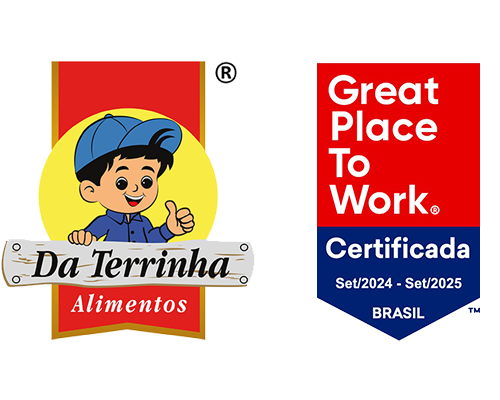 ®
Da Terrinha
Alimentos
Great
Place
To
Work®
Certificada
Set/2024 - Set/2025
BRASIL
™